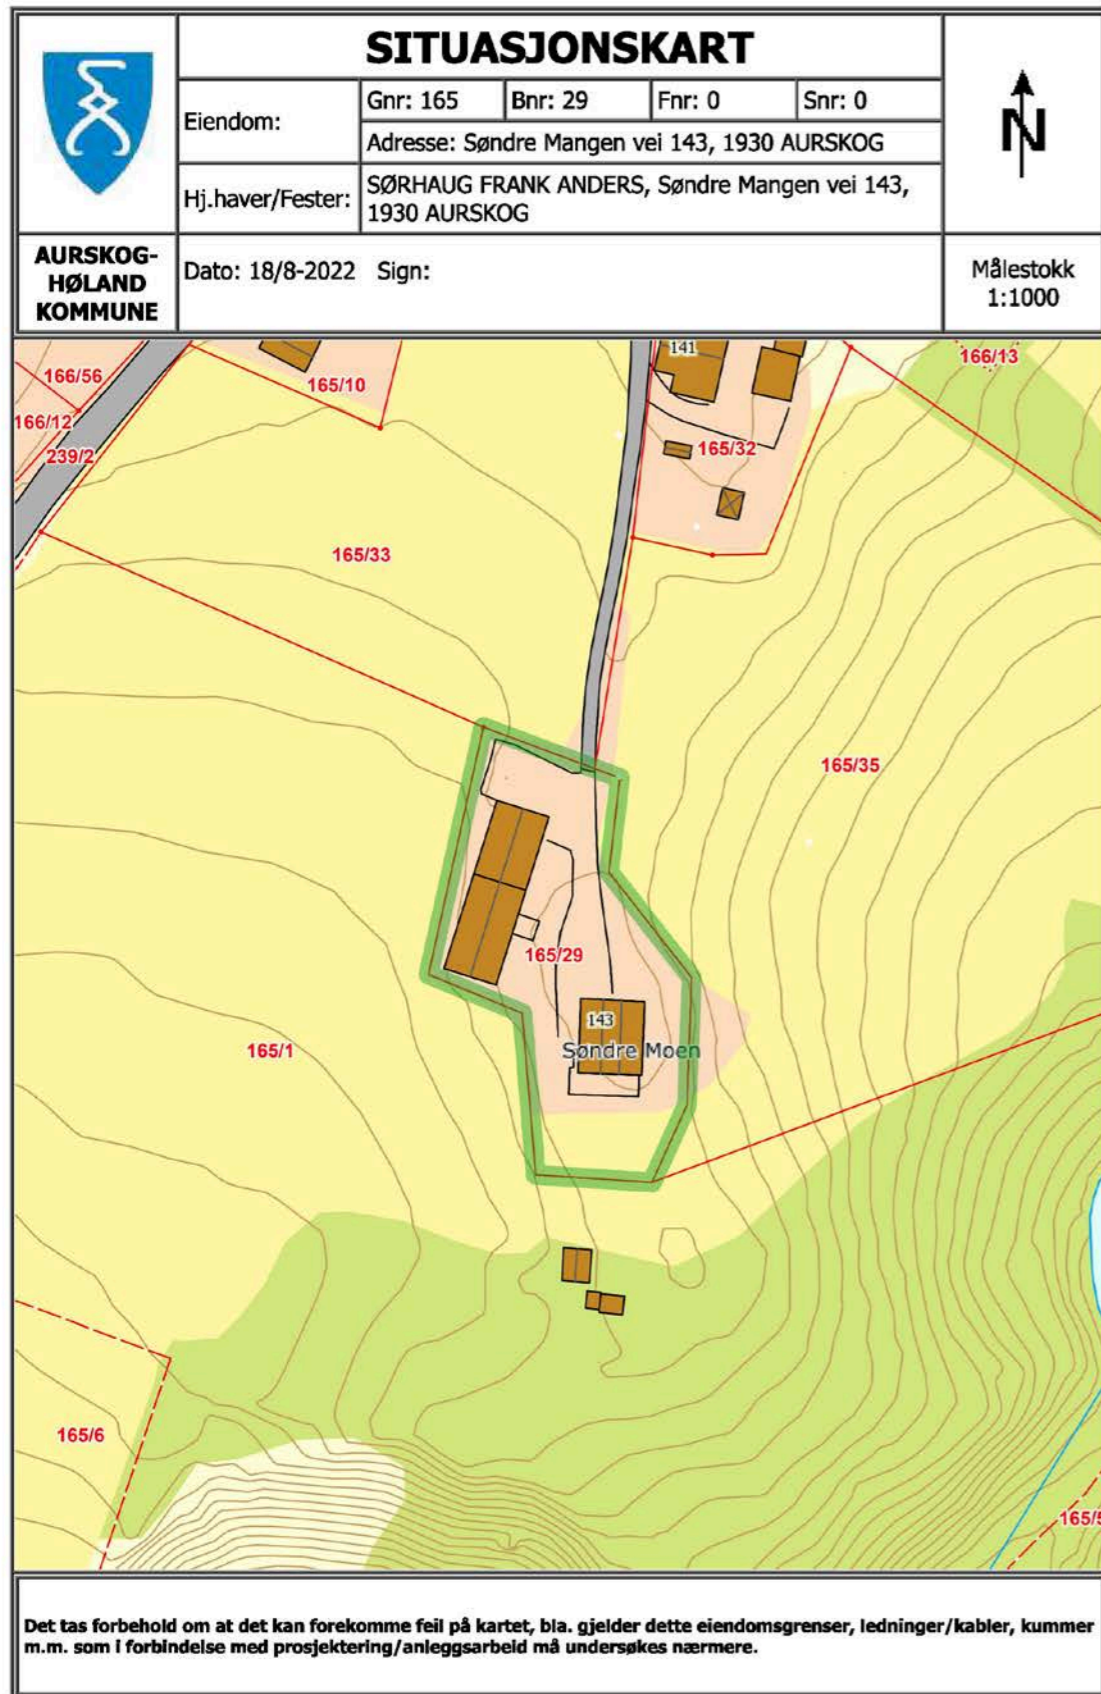 SITUASJONSKART
Eiendom:
Gnr: 165
Bnr: 29
Fnr: 0
Snr: 0
Adresse: Søndre Mangen vei 143, 1930 AURSKOG
Hj.haver/Fester:
SØRHAUG FRANK ANDERS, Søndre Mangen vei 143,
1930 AURSKOG
N
AURSKOG-
HØLAND
KOMMUNE
Dato: 18/8-2022 Sign:
Målestokk
1:1000
141
166/13
166/56
165/10
166/12
239/2
165/32
165/33
165/35
165/29
143
Søndre Moen
165/1
165/6
165/5
Det tas forbehold om at det kan forekomme feil på kartet, bla. gjelder dette eiendomsgrenser, ledninger/kabler, kummer
m.m. som i forbindelse med prosjektering/anleggsarbeid må undersøkes nærmere.